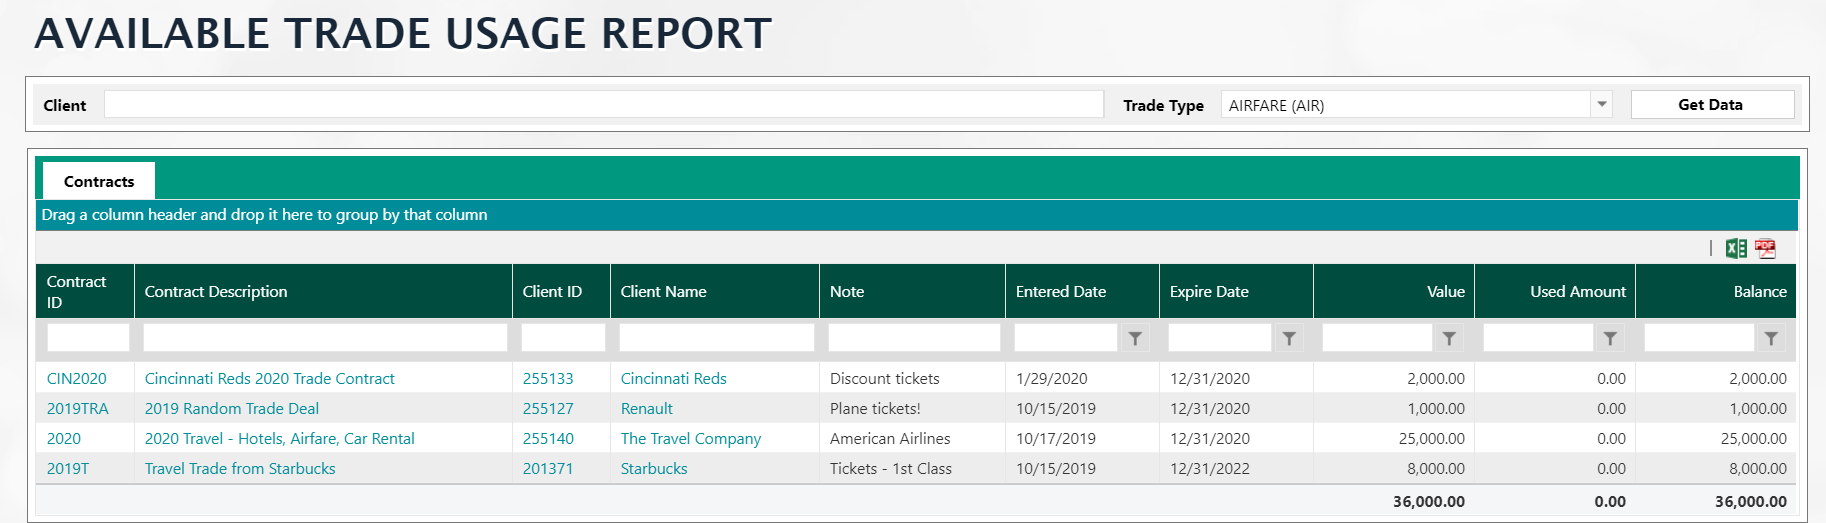 AVAILABLE TRADE USAGE REPORT
Client Trade Type AIRFARE (AIR) Get Data
Contracts
Drag a column header and drop it here to group by that column
PDF
Contract ID Contract Description Client ID Client Name Note Entered Date Expire Date Value Used Amount Balance
CIN2020 Cincinnati Reds 2020 Trade Contract 255133 Cincinnati Reds Discount tickets 1/29/2020 12/31/2020 2,000.00 0.00 2,000.00
2019TRA 2019 Random Trade Deal 255127 Renault Plane tickets! 10/15/2019 12/31/2020 1,000.00 0.00 1,000.00
2020 2020 Travel - Hotels, Airfare, Car Rental 255140 The Travel Company American Airlines 10/17/2019 12/31/2020 25,000.00 0.00 25,000.00
2019T Travel Trade from Starbucks 201371 Starbucks Tickets - 1st Class 10/15/2019 12/31/2022 8,000.00 0.00 8,000.00
36,000.00 0.00 36,000.00